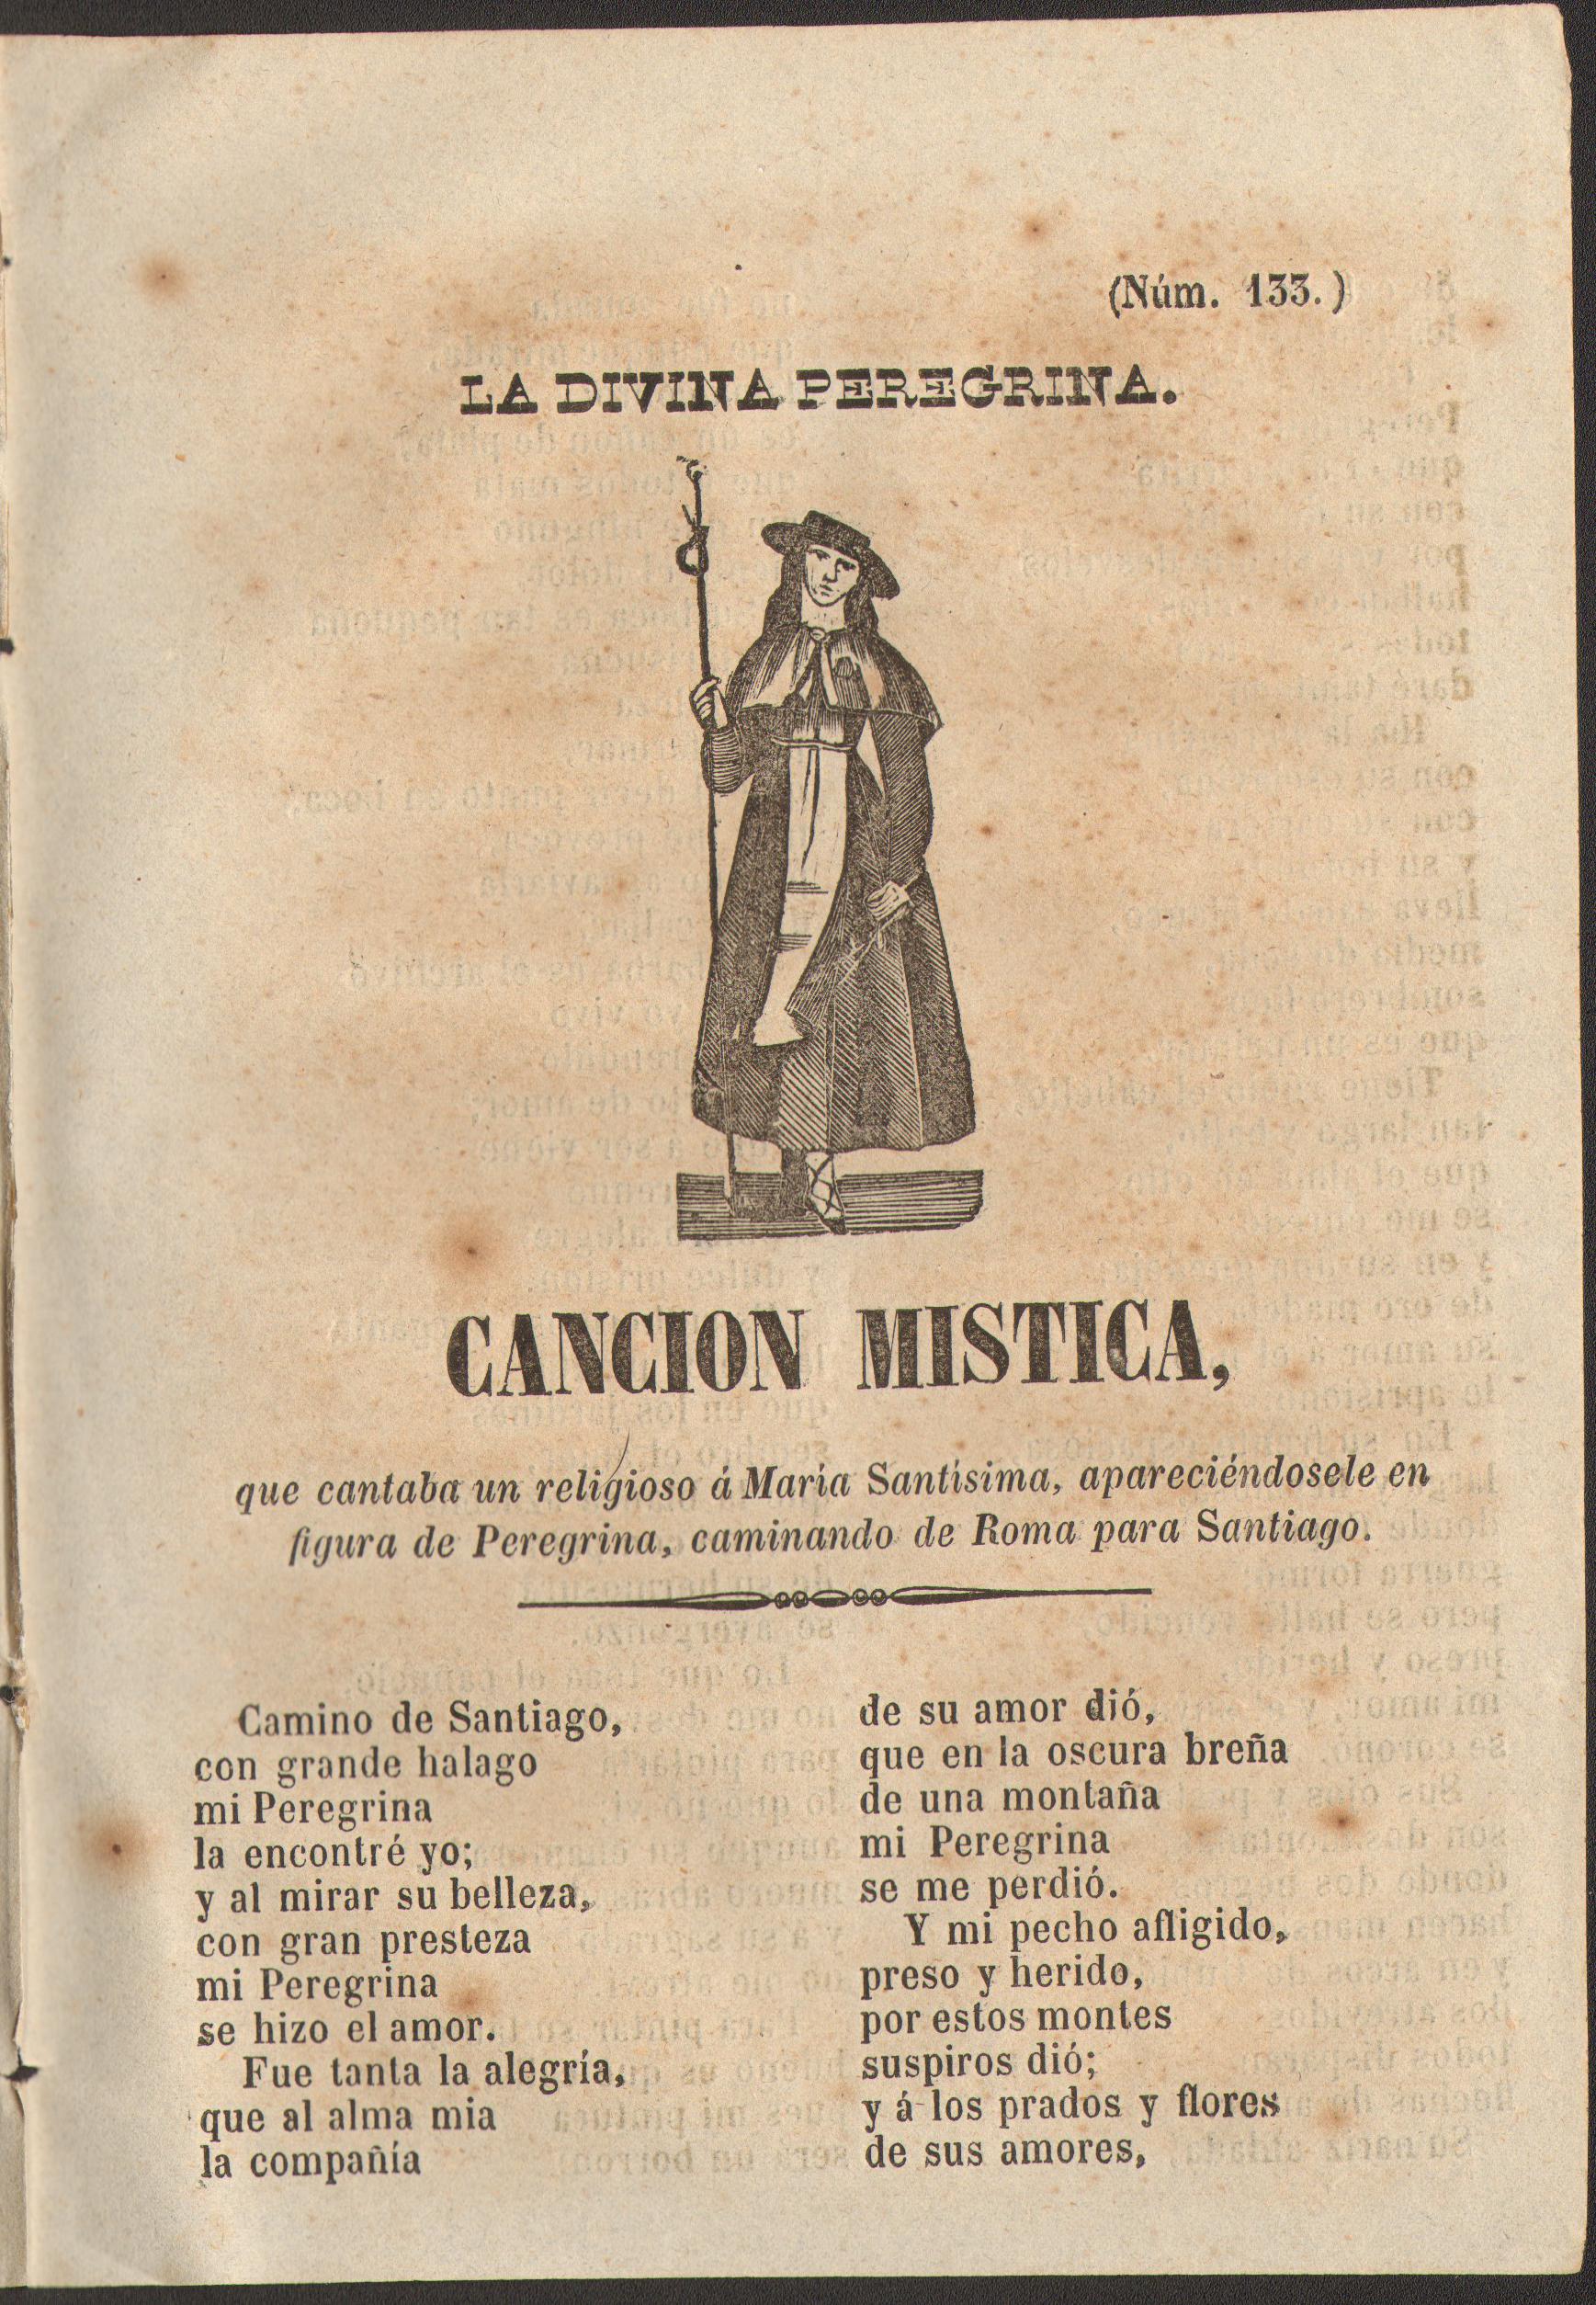 (Núm. 133.)
LA DIVINA PEREGRINA.
CANCION MISTICA,
que cantaba un religioso á María Santísima, apareciéndosele en
figura de Peregrina, caminando de Roma para Santiago.
Camino de Santiago,
con grande halago
mi Peregrina
la encontré yo;
y al mirar su belleza,
con gran presteza
mi Peregrina
se hizo el amor.
Fue tanta la alegría,
que al alma mia
la compañía
de su amor dió,
que en la oscura breña
de una montaña
mi Peregrina
se me perdió.
Y mi pecho afligido,
preso y herido,
por estos montes
suspiros dió;
y á los prados y flores
de sus amores,